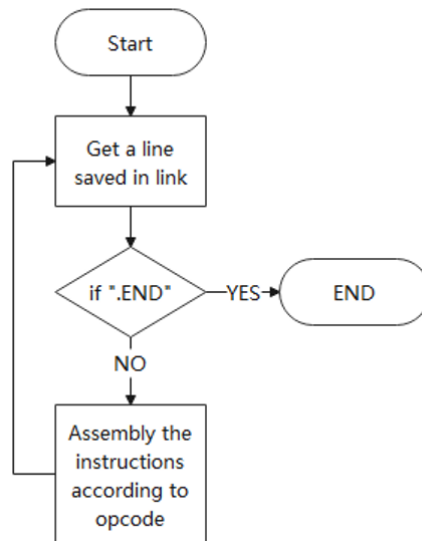 Start
Get a line
saved in link
if ".END"
YES
END
NO
Assembly the
instructions
according to
opcode